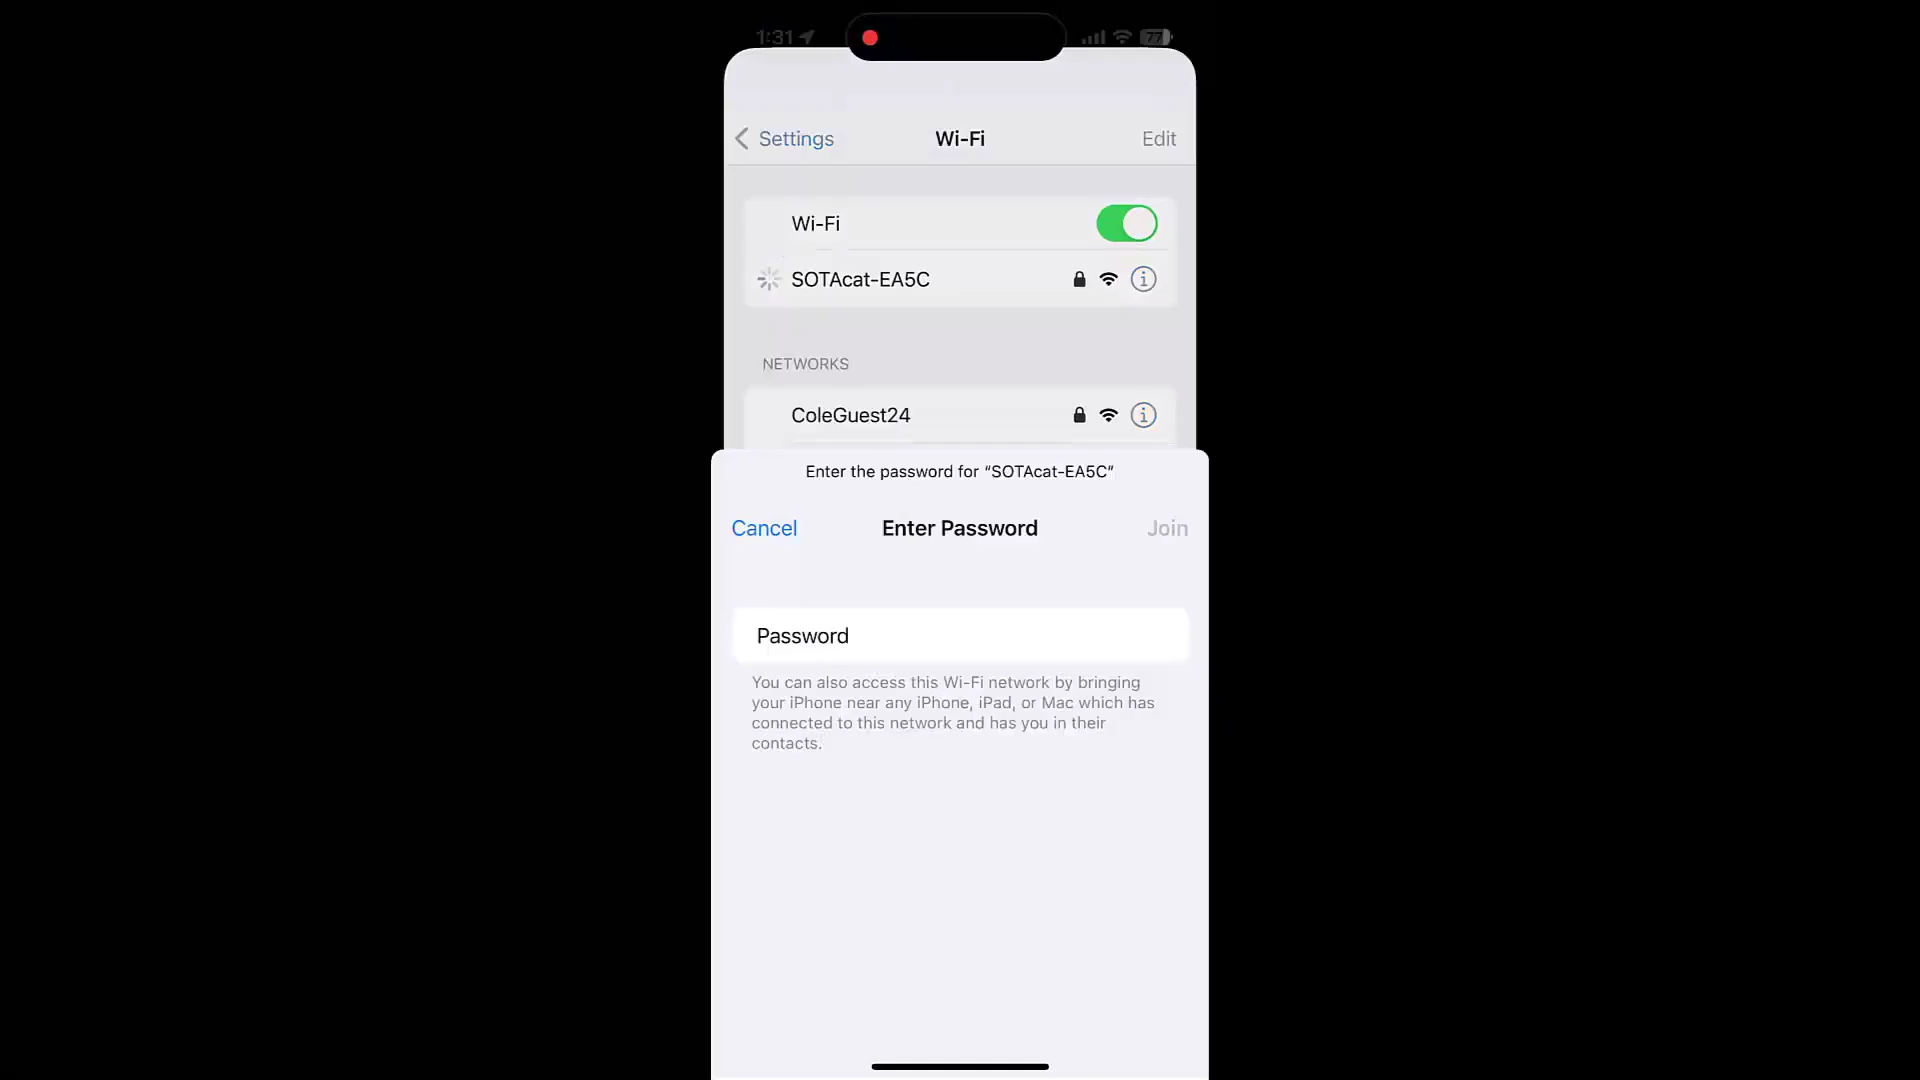 1:31
77
Settings
Wi-Fi
Edit
Wi-Fi
SOTAcat-EA5C
NETWORKS
ColeGuest24
Enter the password for “SOTAcat-EA5C”
Cancel
Enter Password
Join
Password
You can also access this Wi-Fi network by bringing
your iPhone near any iPhone, iPad, or Mac which has
connected to this network and has you in their
contacts.